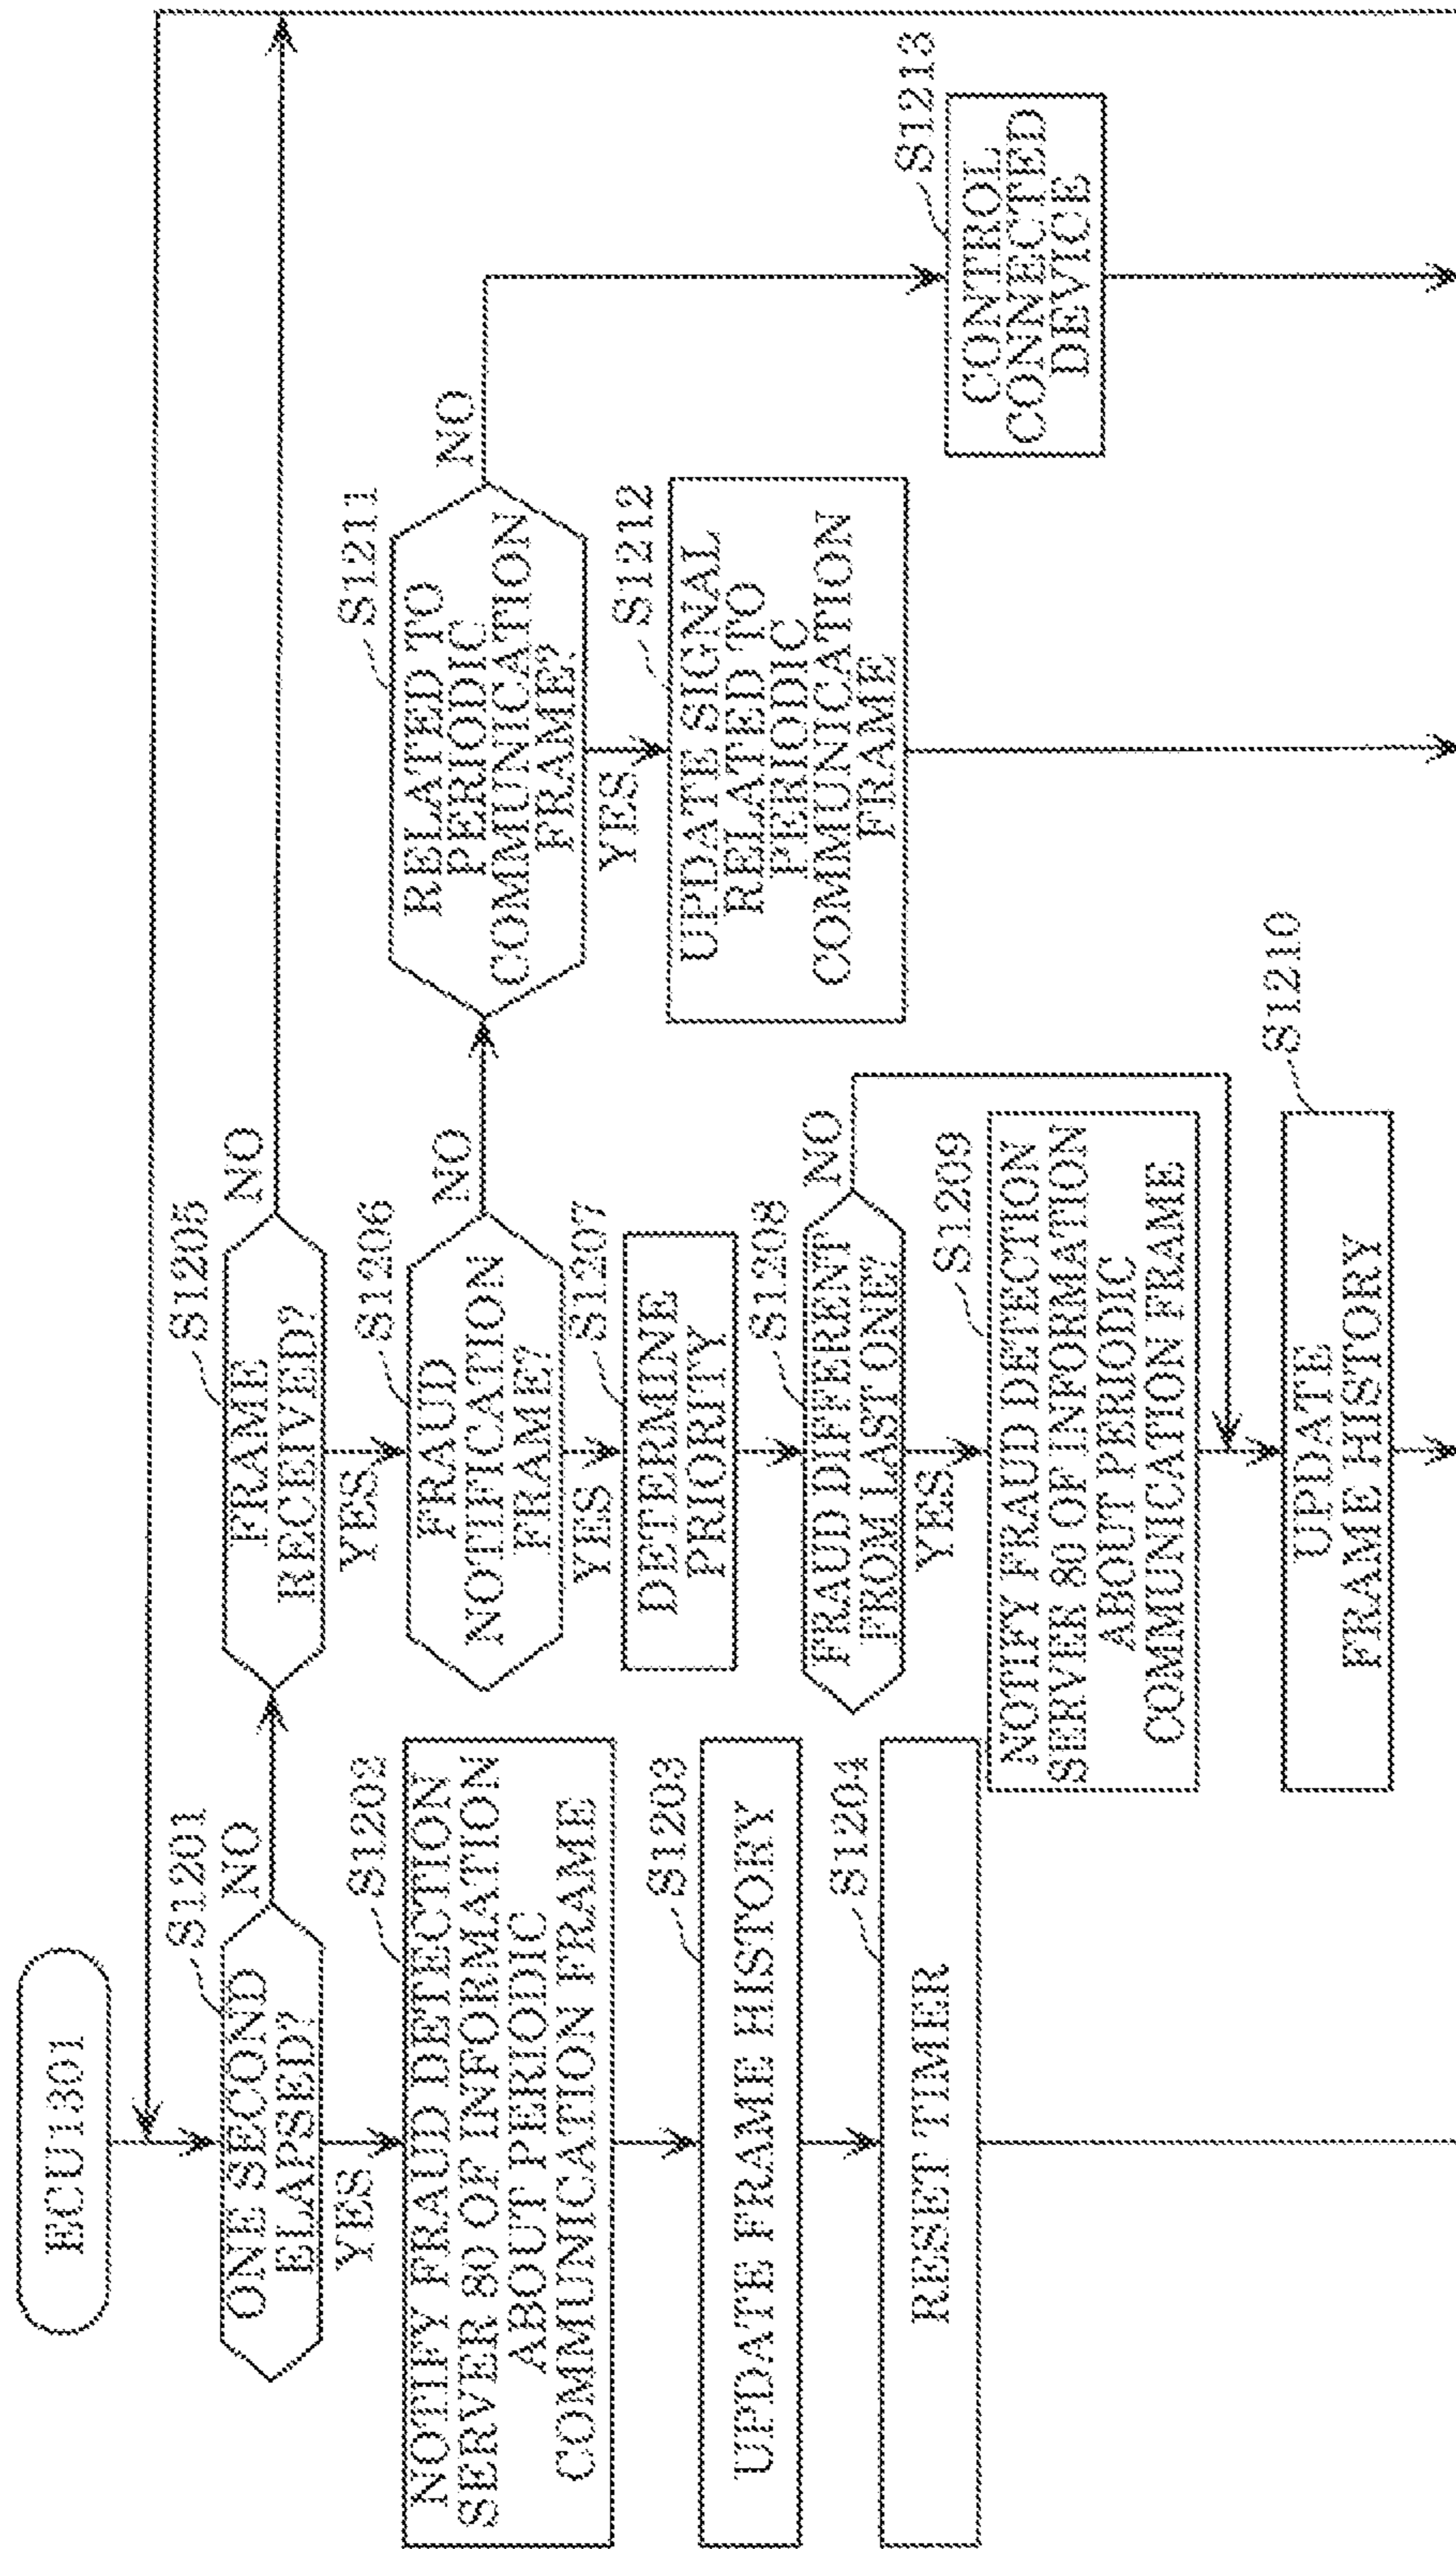 ECU1301
S1201
ONE SECOND
ELAPSED?
NO
YES
S1202
NOTIFY FRAUD DETECTION
SERVER 80 OF INFORMATION
ABOUT PERIODIC
COMMUNICATION FRAME
S1203
UPDATE FRAME HISTORY
S1204
RESET TIMER
S1205
FRAME
RECEIVED?
NO
YES
S1206
FRAUD
NOTIFICATION
FRAME?
NO
YES
S1207
DETERMINE
PRIORITY
S1208
FRAUD DIFFERENT
FROM LAST ONE?
NO
YES
S1209
NOTIFY FRAUD DETECTION
SERVER 80 OF INFORMATION
ABOUT PERIODIC
COMMUNICATION FRAME
S1210
UPDATE
FRAME HISTORY
S1211
RELATED TO
PERIODIC
COMMUNICATION
FRAME?
NO
YES
S1212
UPDATE SIGNAL
RELATED TO
PERIODIC
COMMUNICATION
FRAME
S1213
CONTROL
CONNECTED
DEVICE